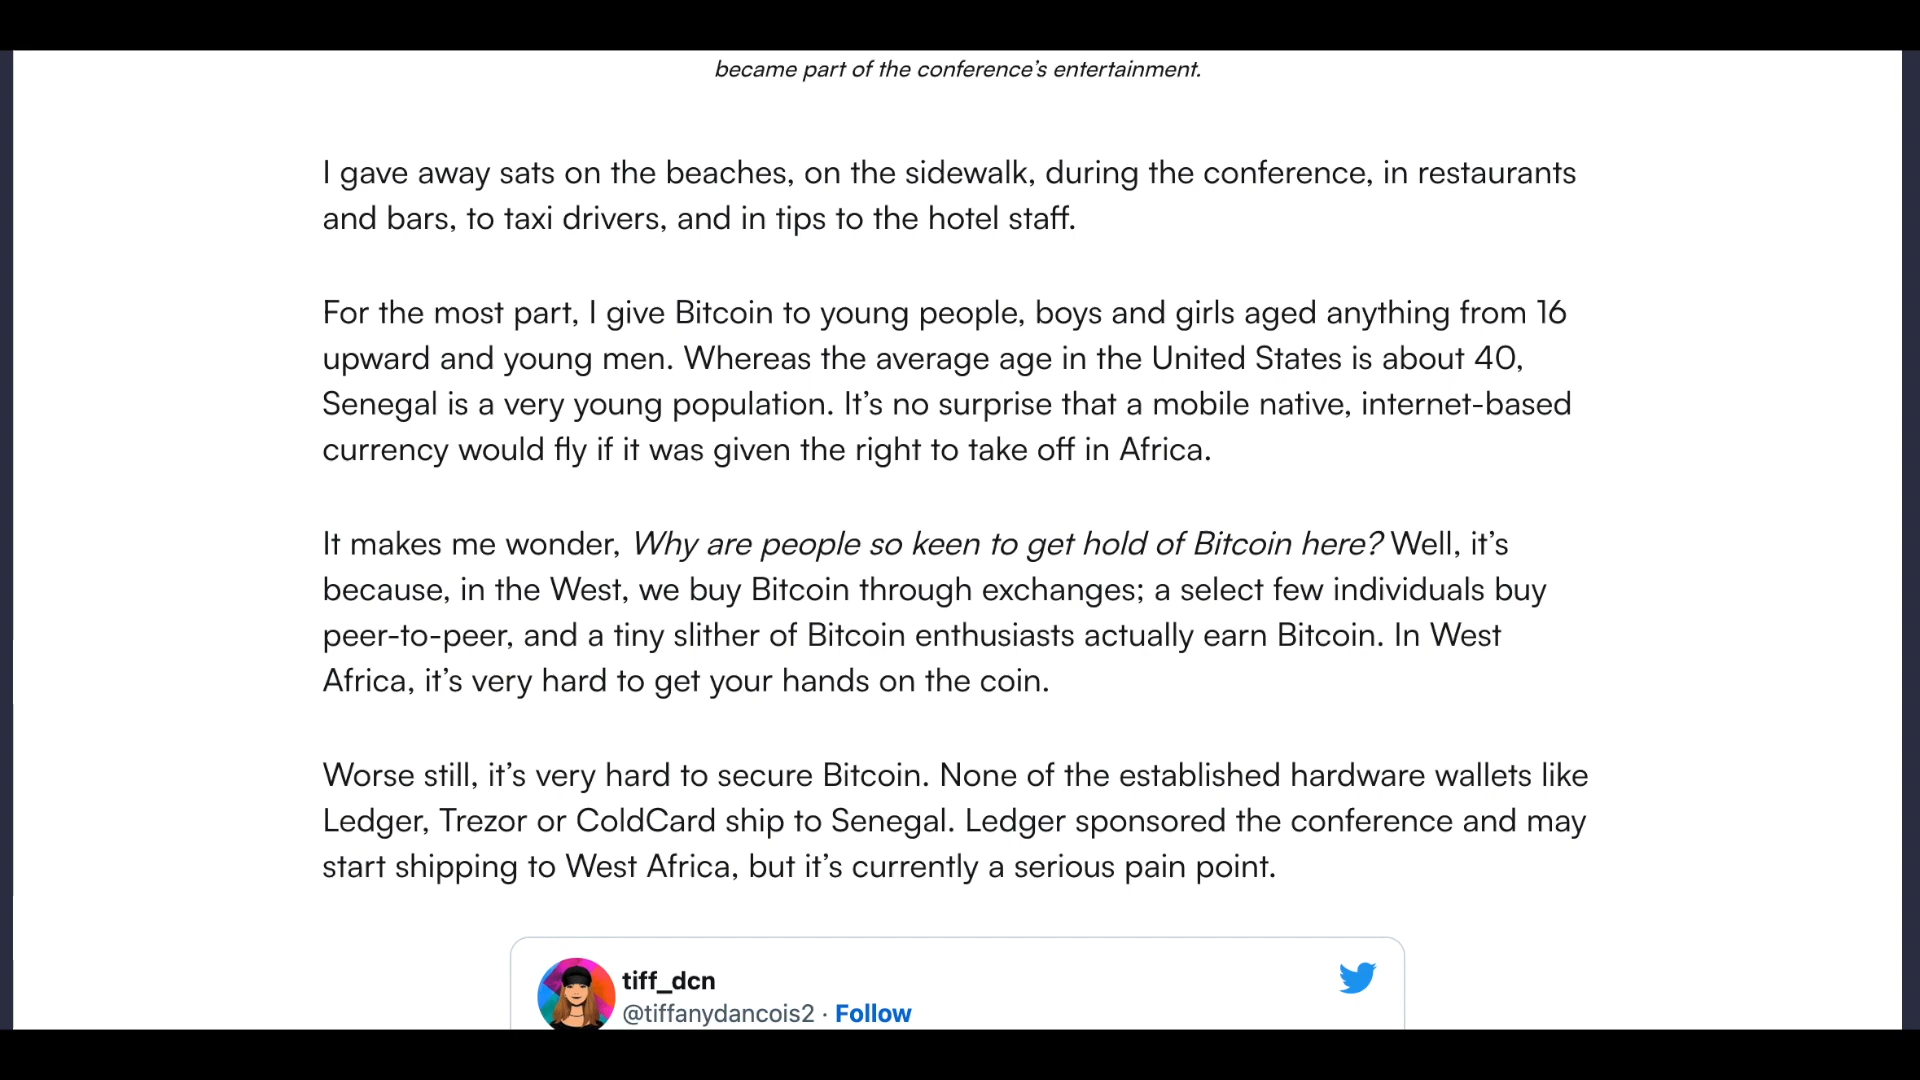 became part of the conference’s entertainment.
I gave away sats on the beaches, on the sidewalk, during the conference, in restaurants
and bars, to taxi drivers, and in tips to the hotel staff.
For the most part, I give Bitcoin to young people, boys and girls aged anything from 16
upward and young men. Whereas the average age in the United States is about 40,
Senegal is a very young population. It’s no surprise that a mobile native, internet-based
currency would fly if it was given the right to take off in Africa.
It makes me wonder, Why are people so keen to get hold of Bitcoin here? Well, it’s
because, in the West, we buy Bitcoin through exchanges; a select few individuals buy
peer-to-peer, and a tiny slither of Bitcoin enthusiasts actually earn Bitcoin. In West
Africa, it’s very hard to get your hands on the coin.
Worse still, it’s very hard to secure Bitcoin. None of the established hardware wallets like
Ledger, Trezor or ColdCard ship to Senegal. Ledger sponsored the conference and may
start shipping to West Africa, but it’s currently a serious pain point.
tiff_dcn
@tiffanydancois2 · Follow